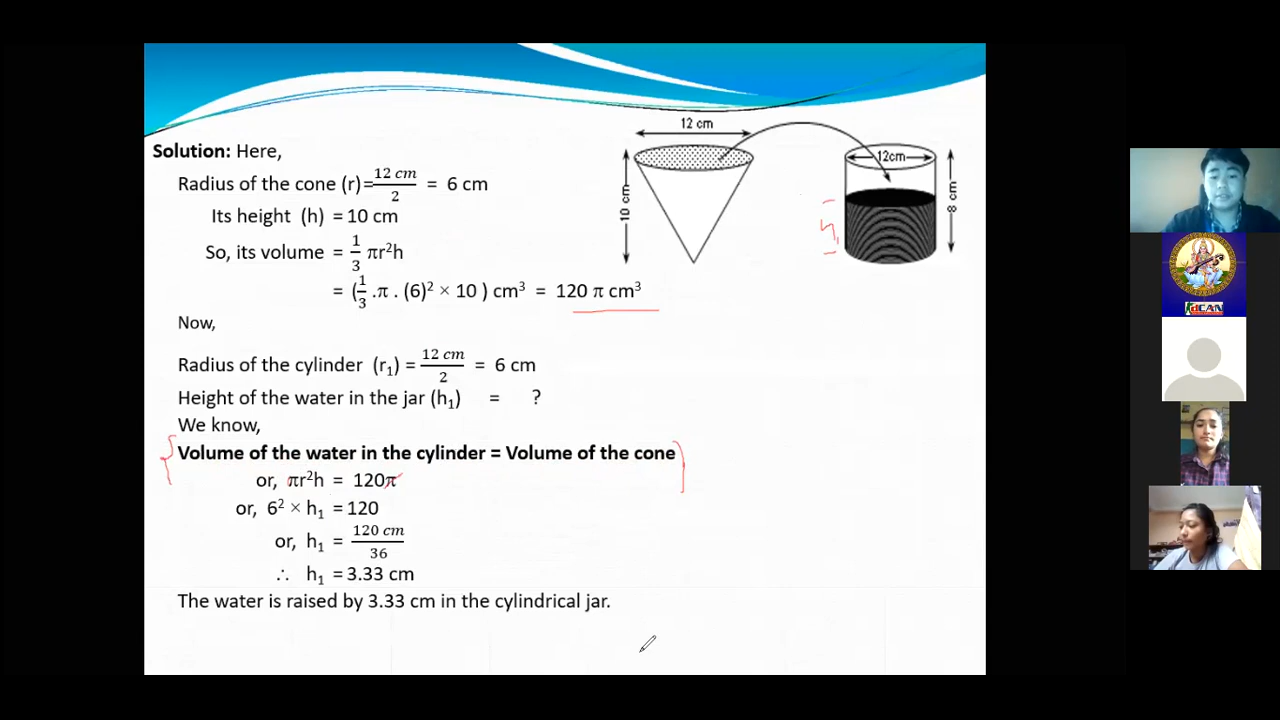 Solution: Here,
Radius of the cone (r)=12 cm/2 = 6 cm
Its height (h) = 10 cm
So, its volume = 1/3 πr²h
= (1/3 .π . (6)² × 10 ) cm³ = 120 π cm³
Now,
Radius of the cylinder (r₁) = 12 cm/2 = 6 cm
Height of the water in the jar (h₁) = ?
We know,
Volume of the water in the cylinder = Volume of the cone
or, πr²h = 120π
or, 6² × h₁ = 120
or, h₁ = 120 cm/36
∴ h₁ = 3.33 cm
The water is raised by 3.33 cm in the cylindrical jar.
12 cm
10 cm
12cm
8 cm
h₁